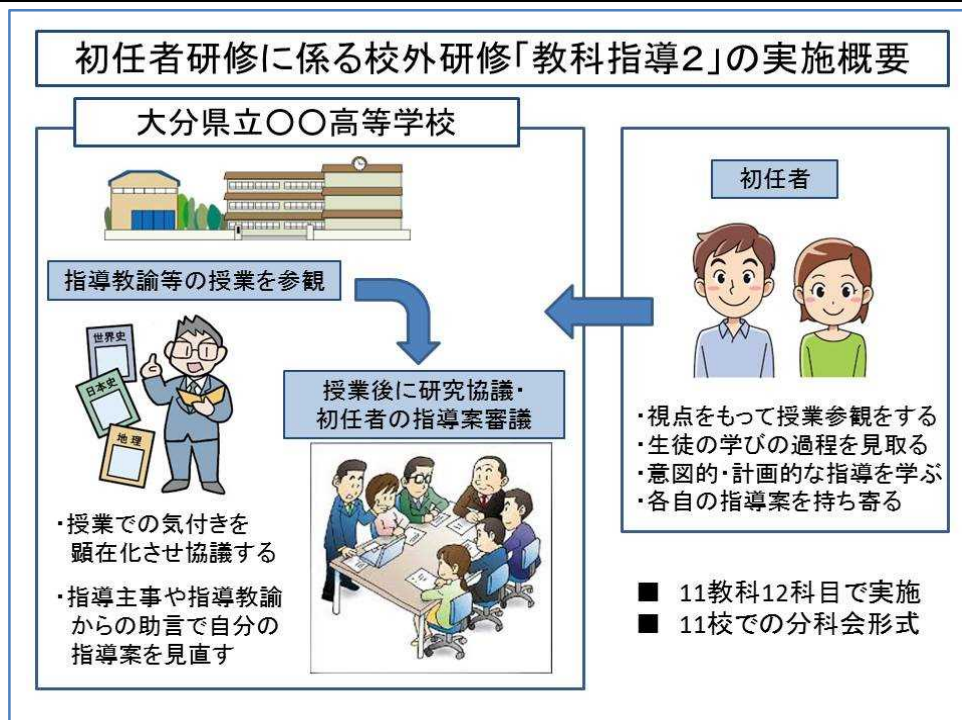 初任者研修に係る校外研修「教科指導2」の実施概要
大分県立〇〇高等学校
指導教諭等の授業を参観
世界史
日本史
地理
授業後に研究協議・
初任者の指導案審議
・授業での気付きを
顕在化させ協議する
・指導主事や指導教諭
からの助言で自分の
指導案を見直す
初任者
・視点をもって授業参観をする
・生徒の学びの過程を見取る
・意図的・計画的な指導を学ぶ
・各自の指導案を持ち寄る
■ 11教科12科目で実施
■ 11校での分科会形式